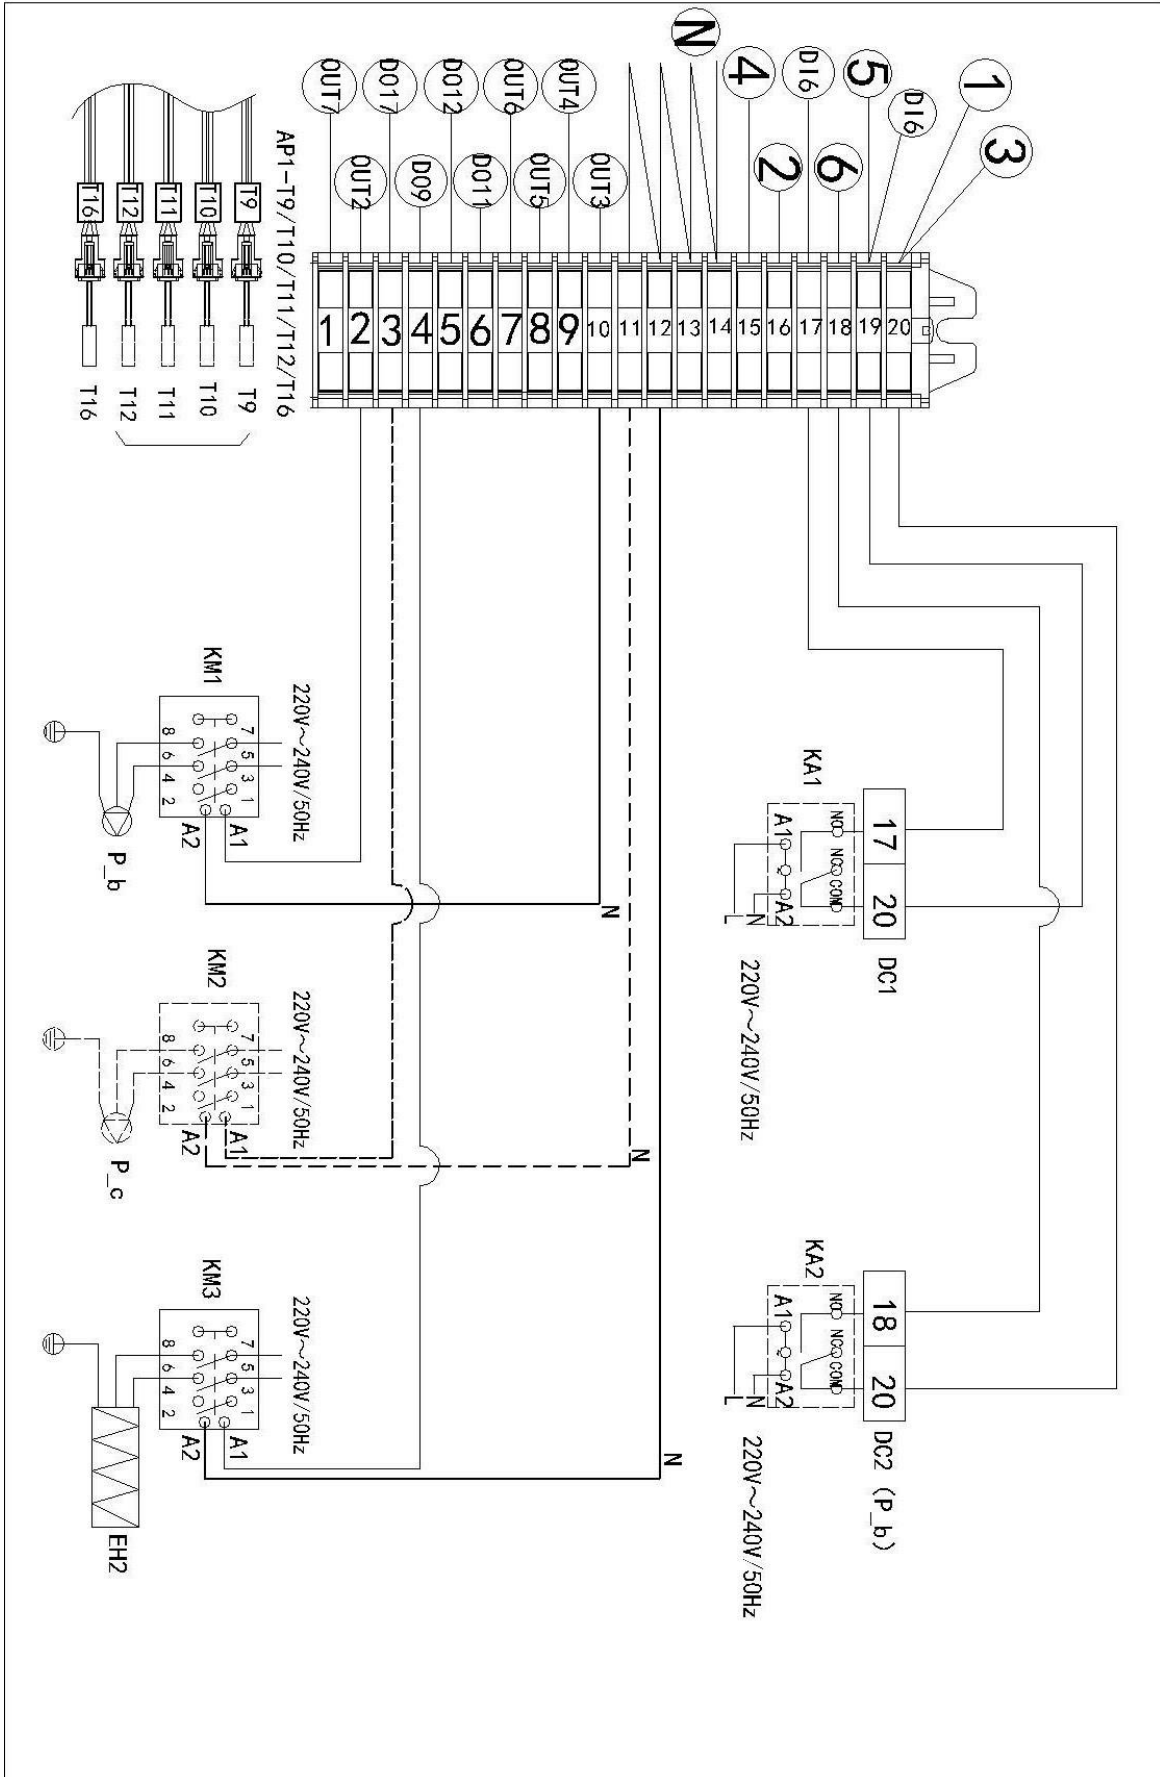 OUT7
DO17
DO12
OUT6
OUT4
N
4
DI6
5
DI6
1
OUT2
DO9
DO11
OUT5
OUT3
2
6
3
1
2
3
4
5
6
7
8
9
10
11
12
13
14
15
16
17
18
19
20
AP1-T9/T10/T11/T12/T16
T9
T10
T11
T12
T16
T9
T10
T11
T12
T16
KA1
A1
A2
NO
NC
COM
17
20
DC1
L
N
220V～240V/50Hz
KA2
A1
A2
NO
NC
COM
18
20
DC2 (P_b)
L
N
220V～240V/50Hz
KM1
220V～240V/50Hz
7 5 3 1
8 6 4 2
A1
A2
P_b
N
KM2
220V～240V/50Hz
7 5 3 1
8 6 4 2
A1
A2
P_c
N
KM3
220V～240V/50Hz
7 5 3 1
8 6 4 2
A1
A2
EH2
N